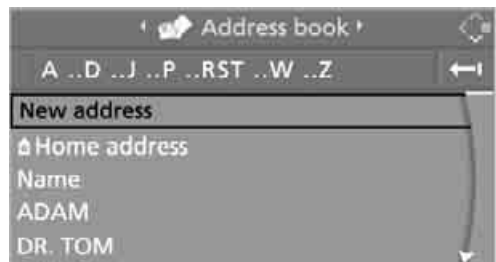 Address book
A ..D ..J ..P ..RST ..W ..Z
New address
Home address
Name
ADAM
DR. TOM